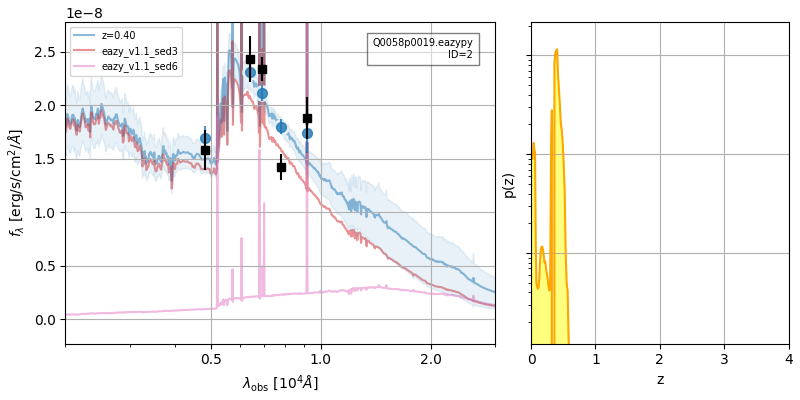 1e−8
z=0.40
eazy_v1.1_sed3
eazy_v1.1_sed6
Q0058p0019.eazypy
ID=2
2.5
2.0
1.5
1.0
0.5
0.0
f_λ [erg/s/cm²/Å]
0.5
1.0
2.0
λ_obs [10⁴Å]
p(z)
0
1
2
3
4
z